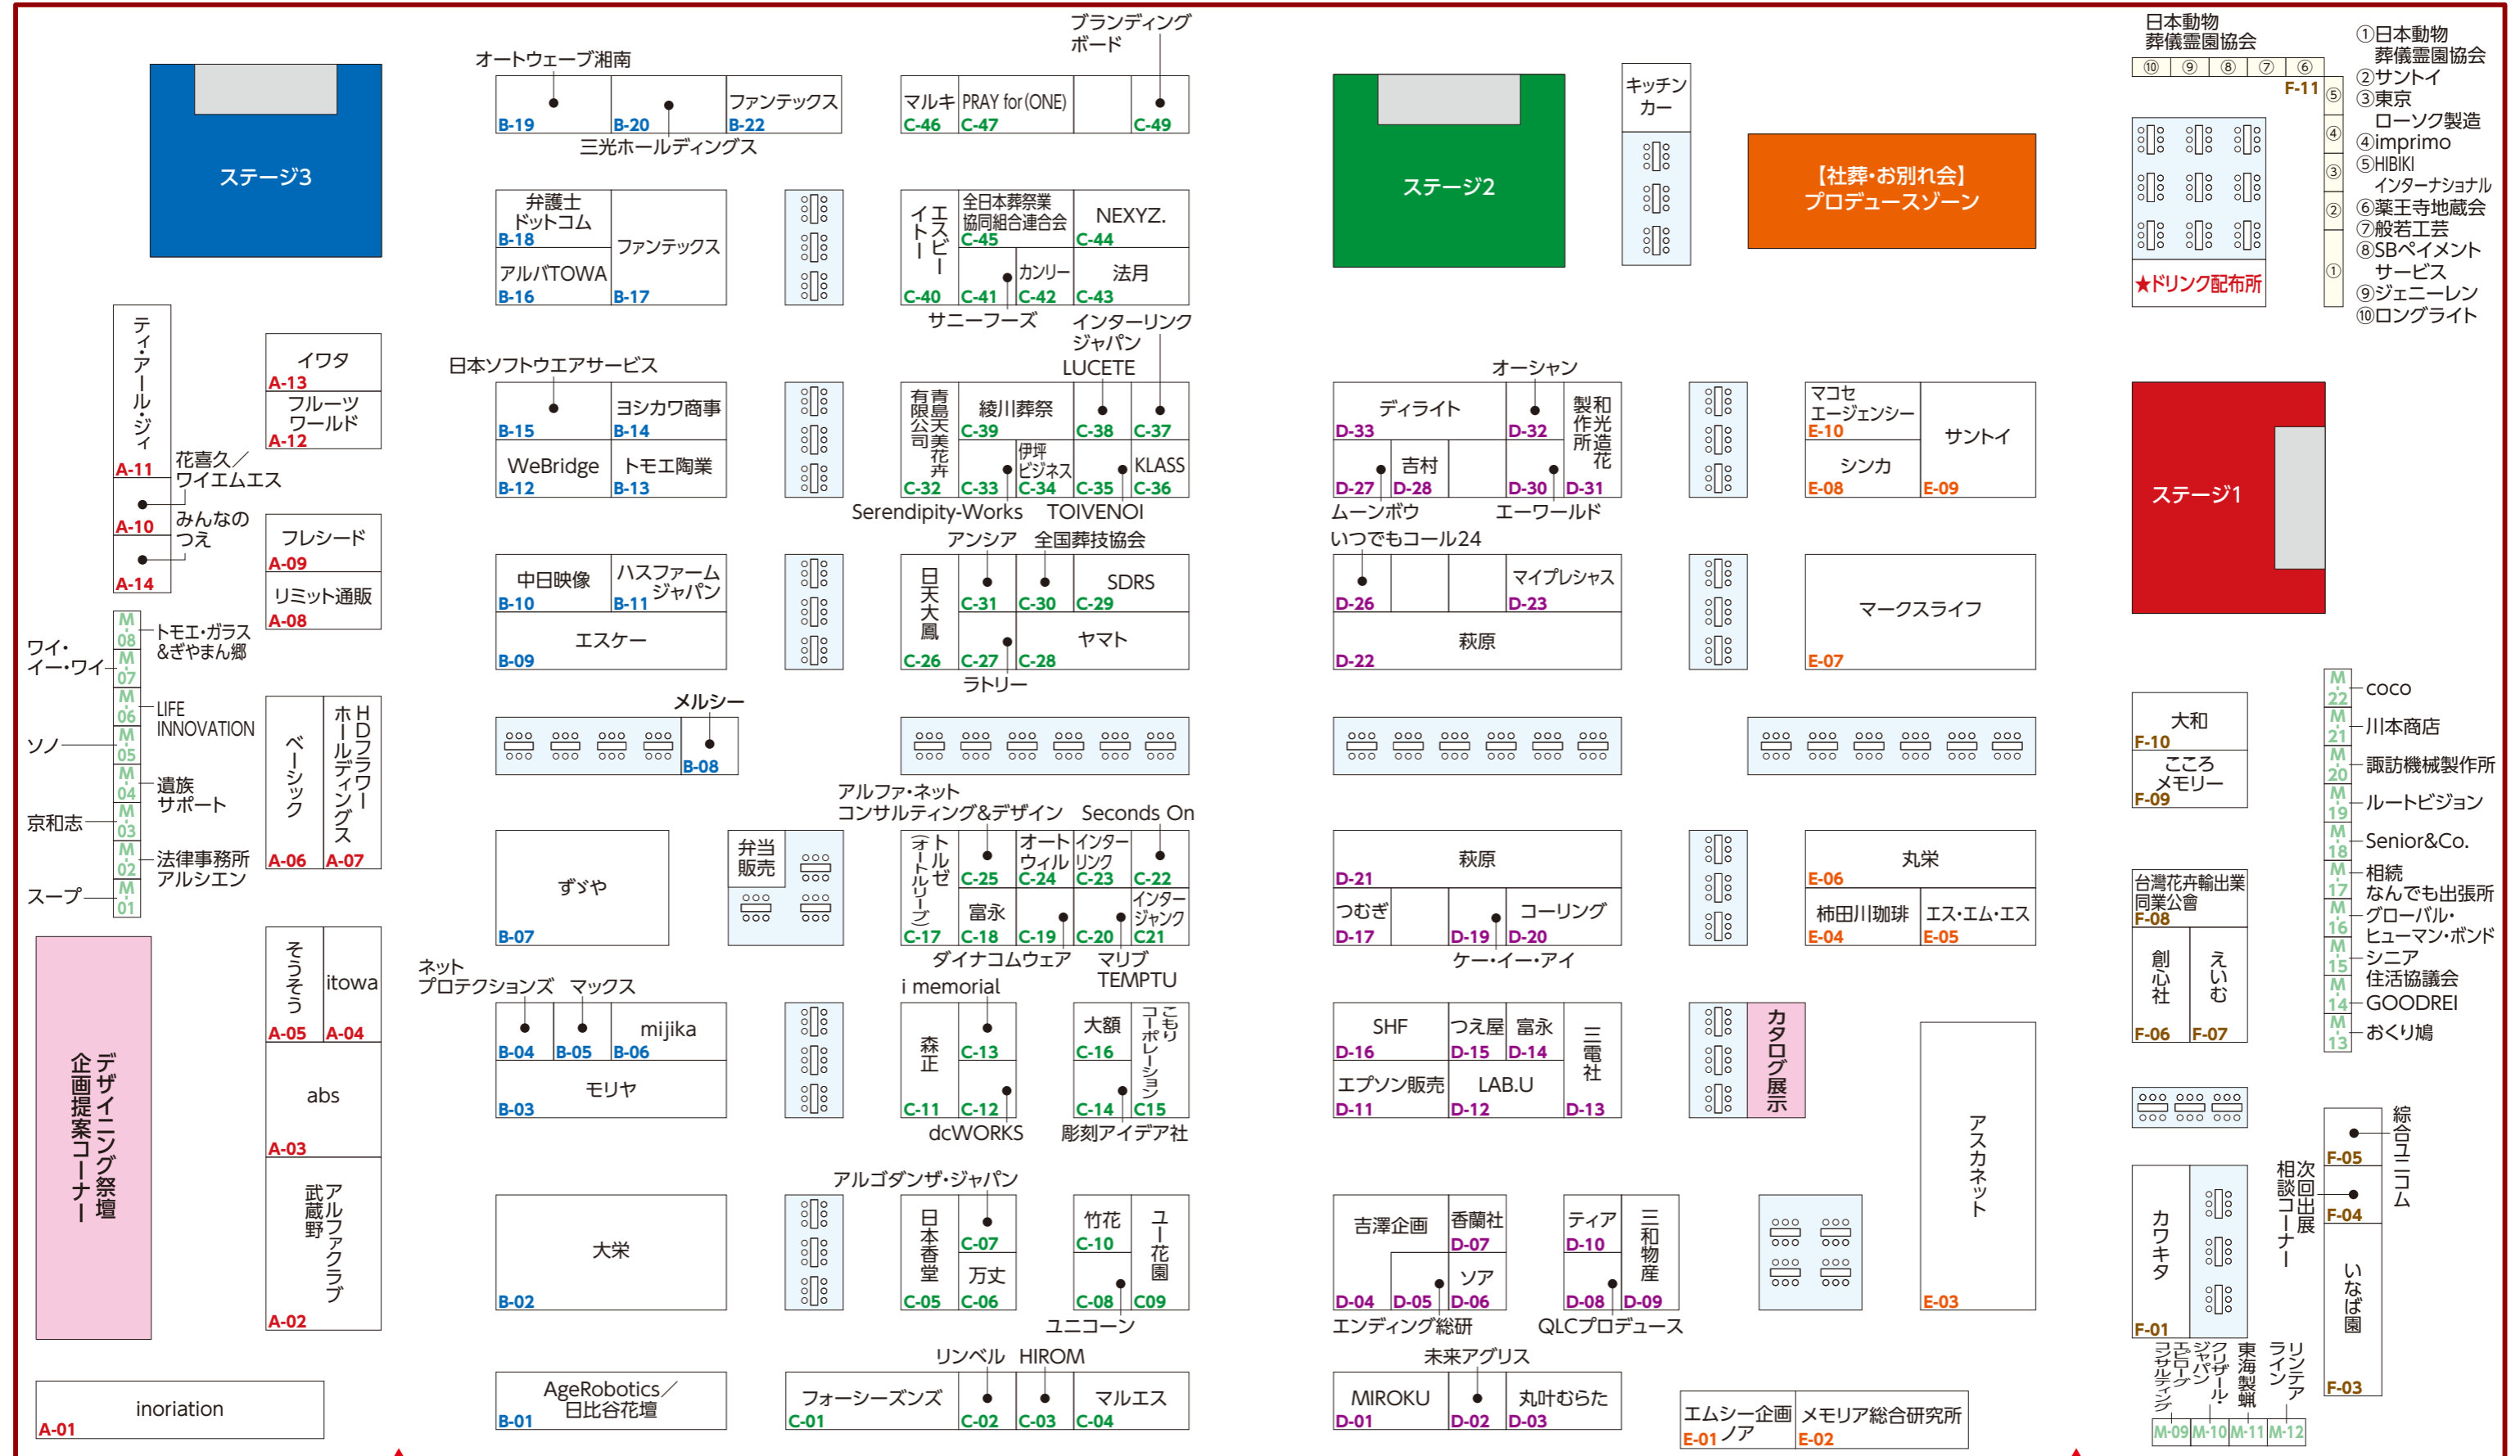 ステージ3
オートウェーブ湘南
B-19
B-20
三光ホールディングス
ファンテックス
B-22
ブランディング
ボード
マルキ
C-46
PRAY for(ONE)
C-47
C-49
弁護士
ドットコム
B-18
ファンテックス
B-17
アルバTOWA
B-16
エスビー
イトー
C-40
全日本葬祭業
協同組合連合会
C-45
NEXYZ.
C-44
C-41
カンリー
C-42
法月
C-43
サニーフーズ
ステージ2
キッチン
カー
【社葬・お別れ会】
プロデュースゾーン
日本動物
葬儀霊園協会
⑩
⑨
⑧
⑦
⑥
F-11
⑤
④
③
②
①
★ドリンク配布所
①日本動物
葬儀霊園協会
②サントイ
③東京
ローソク製造
④imprimo
⑤HIBIKI
インターナショナル
⑥薬王寺地蔵会
⑦般若工芸
⑧SBペイメント
サービス
⑨ジェニーレン
⑩ロングライト
ティ・アール・ジィ
A-11
花喜久／
ワイエムエス
A-10
みんなの
つえ
A-14
イワタ
A-13
フルーツ
ワールド
A-12
フレシード
A-09
リミット通販
A-08
日本ソフトウエアサービス
B-15
ヨシカワ商事
B-14
WeBridge
B-12
トモエ陶業
B-13
インターリンク
ジャパン
LUCETE
青島天美花卉
有限公司
C-32
綾川葬祭
C-39
C-38
C-37
C-33
伊坪
ビジネス
C-34
C-35
KLASS
C-36
Serendipity-Works
TOIVENOI
オーシャン
ディライト
D-33
D-32
和光造花
製作所
D-31
D-27
吉村
D-28
D-30
ムーンボウ
エーワールド
マコセ
エージェンシー
E-10
サントイ
E-09
シンカ
E-08
ステージ1
中日映像
B-10
ハスファーム
ジャパン
B-11
エスケー
B-09
アンシア
全国葬技協会
日天大鳳
C-26
C-31
C-30
SDRS
C-29
C-27
ヤマト
C-28
ラトリー
いつでもコール24
D-26
マイプレシャス
D-23
萩原
D-22
マークスライフ
E-07
M-08
トモエ・ガラス
&ぎやまん郷
ワイ・
イー・ワイ
M-07
M-06
LIFE
INNOVATION
ソノ
M-05
M-04
遺族
サポート
京和志
M-03
M-02
法律事務所
アルシエン
スープ
M-01
ベーシック
A-06
HDフラワー
ホールディングス
A-07
メルシー
B-08
大和
F-10
こころ
メモリー
F-09
M-22
coco
M-21
川本商店
M-20
諏訪機械製作所
M-19
ルートビジョン
M-18
Senior&Co.
M-17
相続
なんでも出張所
M-16
グローバル・
ヒューマン・ボンド
M-15
シニア
住活協議会
M-14
GOODREI
M-13
おくり鳩
ずゞや
B-07
弁当
販売
アルファ・ネット
コンサルティング&デザイン
Seconds On
トルゼ
(オートルリーブ)
C-17
C-25
オート
ウィル
C-24
インター
リンク
C-23
C-22
富永
C-18
C-19
C-20
インター
ジャンク
C21
ダイナコムウェア
マリブ
TEMPTU
萩原
D-21
つむぎ
D-17
D-19
コーリング
D-20
ケー・イー・アイ
丸栄
E-06
柿田川珈琲
E-04
エス・エム・エス
E-05
台灣花卉輸出業
同業公會
F-08
創心社
F-06
えいむ
F-07
デザイニング祭壇
企画提案コーナー
そうそう
A-05
itowa
A-04
abs
A-03
アルファクラブ
武蔵野
A-02
inoriation
A-01
ネット
プロテクションズ
マックス
B-04
B-05
mijika
B-06
モリヤ
B-03
i memorial
森正
C-11
C-13
C-12
dcWORKS
大額
C-16
こもり
コーポレーション
C15
C-14
彫刻アイデア社
SHF
D-16
つえ屋
D-15
富永
D-14
三電社
D-13
エプソン販売
D-11
LAB.U
D-12
カタログ展示
アスカネット
E-03
綜合ユニコム
F-05
次回出展
相談コーナー
F-04
いなば園
F-03
カワキタ
F-01
大栄
B-02
アルゴダンザ・ジャパン
日本香堂
C-05
C-07
万丈
C-06
竹花
C-10
ユー花園
C09
C-08
ユニコーン
吉澤企画
D-04
香蘭社
D-07
D-05
ソア
D-06
エンディング総研
ティア
D-10
三和物産
D-09
D-08
QLCプロデュース
AgeRobotics／
日比谷花壇
B-01
リンベル
HIROM
フォーシーズンズ
C-01
C-02
C-03
マルエス
C-04
未来アグリス
MIROKU
D-01
D-02
丸叶むらた
D-03
エムシー企画
ノア
E-01
メモリア総合研究所
E-02
エピローグ
コンサルティング
クリザール・
ジャパン
東海製蝋
リンテア
ライン
M-09
M-10
M-11
M-12